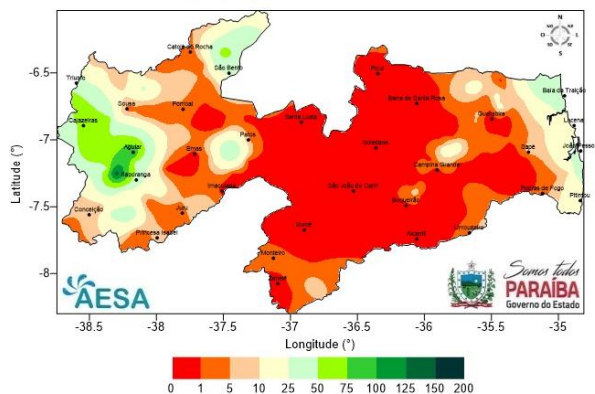 N
O L
S
Catolé do Rocha
São Bento
Picuí
-6.5
Triunfo
Baía da Traição
Barra de Santa Rosa
Sousa
Pombal
Guarabira
Cajazeiras
Santa Luzia
Lucena
-7
Patos
Soledade
João Pessoa
Aguiar
Emas
Sapé
Campina Grande
Itaporanga
Imaculada
São João do Cariri
Pedras de Fogo
Pitimbu
-7.5
Conceição
Juru
Boqueirão
Sumé
Princesa Isabel
Alcantil
Umbuzeiro
Monteiro
-8
Zabelê
Latitude (°)
AESA
Somos todos
PARAÍBA
Governo do Estado
-38.5 -38 -37.5 -37 -36.5 -36 -35.5 -35
Longitude (°)
0 1 5 10 25 50 75 100 125 150 200